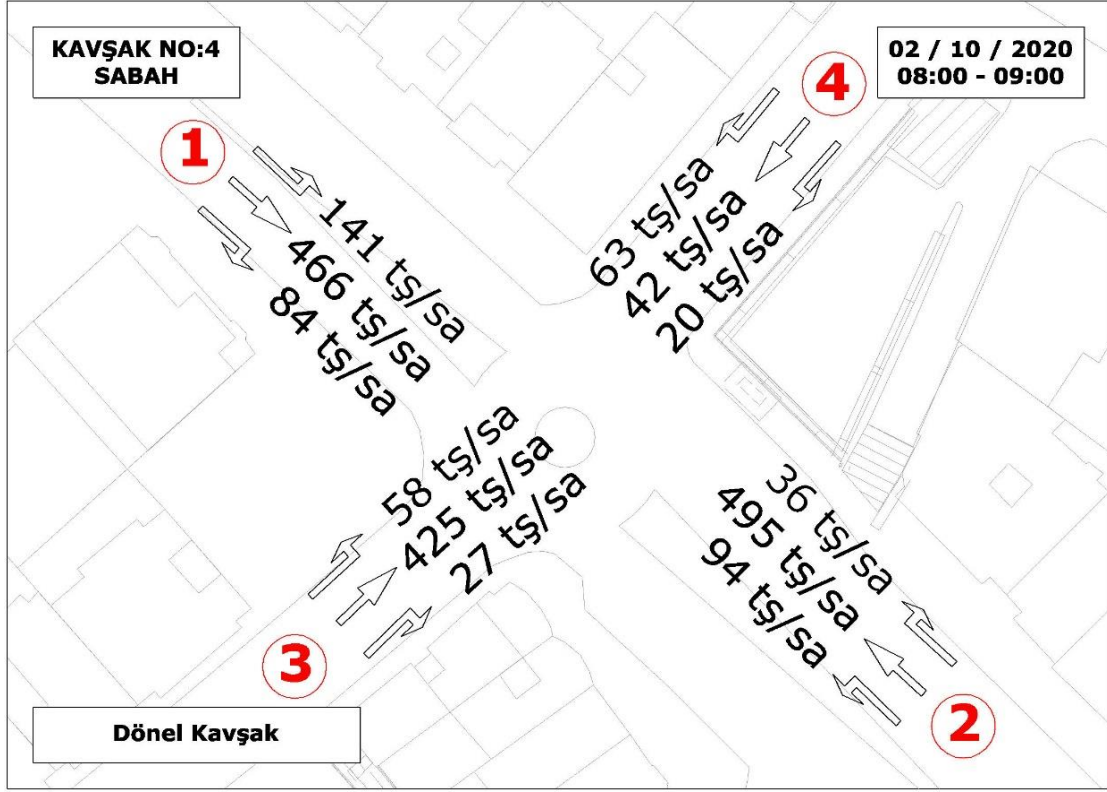 KAVŞAK NO:4
SABAH
02 / 10 / 2020
08:00 - 09:00
1
141 tş/sa
466 tş/sa
84 tş/sa
4
63 tş/sa
42 tş/sa
20 tş/sa
58 tş/sa
425 tş/sa
27 tş/sa
3
36 tş/sa
495 tş/sa
94 tş/sa
2
Dönel Kavşak